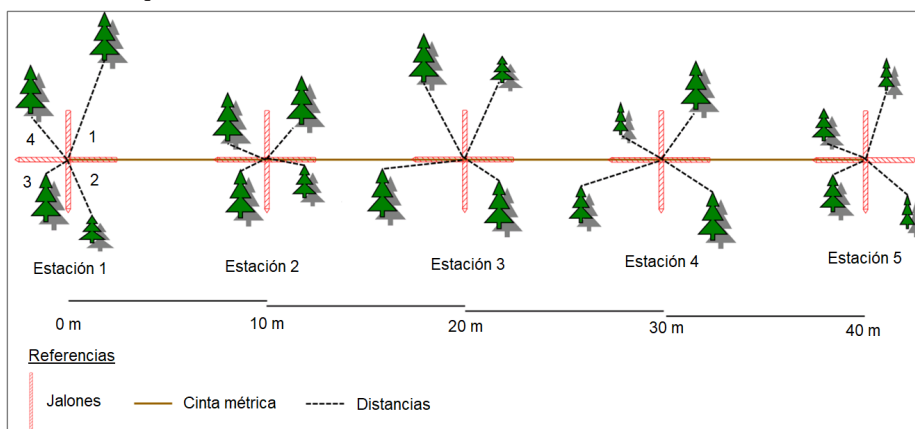 4
1
3
2
Estación 1
Estación 2
Estación 3
Estación 4
Estación 5
0 m
10 m
20 m
30 m
40 m
Referencias
Jalones
Cinta métrica
Distancias